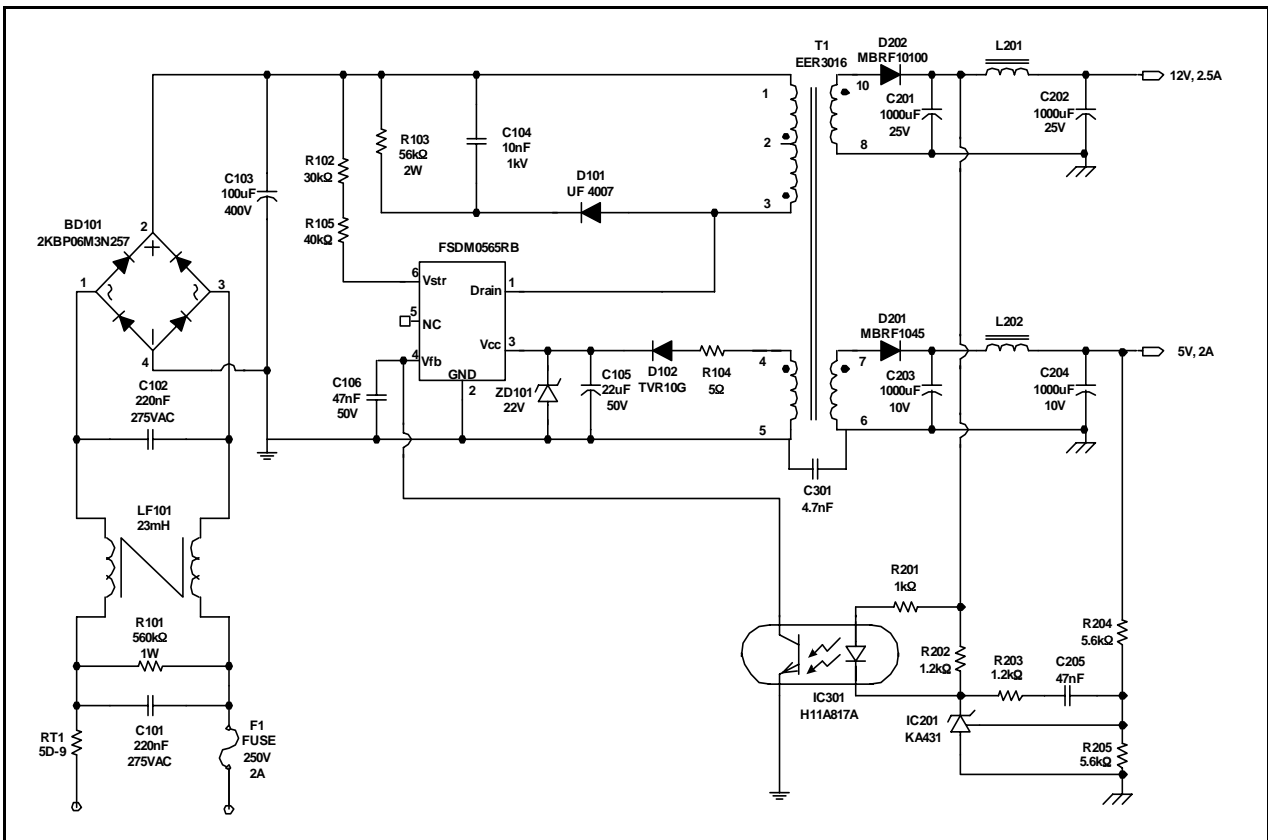 T1
EER3016
D202
MBRF10100
L201
12V, 2.5A
1
10
C201
1000uF
25V
C202
1000uF
25V
R103
56kΩ
2W
C104
10nF
1kV
2
8
R102
30kΩ
C103
100uF
400V
D101
UF 4007
3
R105
40kΩ
BD101
2KBP06M3N257
2
FSDM0565RB
1
3
6
Vstr
Drain
1
5
NC
D201
MBRF1045
L202
5V, 2A
Vcc
3
4
Vfb
4
7
4
GND
2
D102
TVR10G
R104
5Ω
C105
22uF
50V
ZD101
22V
C106
47nF
50V
C203
1000uF
10V
C204
1000uF
10V
C102
220nF
275VAC
5
6
C301
4.7nF
LF101
23mH
R201
1kΩ
R101
560kΩ
1W
R202
1.2kΩ
R203
1.2kΩ
C205
47nF
R204
5.6kΩ
IC301
H11A817A
IC201
KA431
R205
5.6kΩ
RT1
5D-9
C101
220nF
275VAC
F1
FUSE
250V
2A